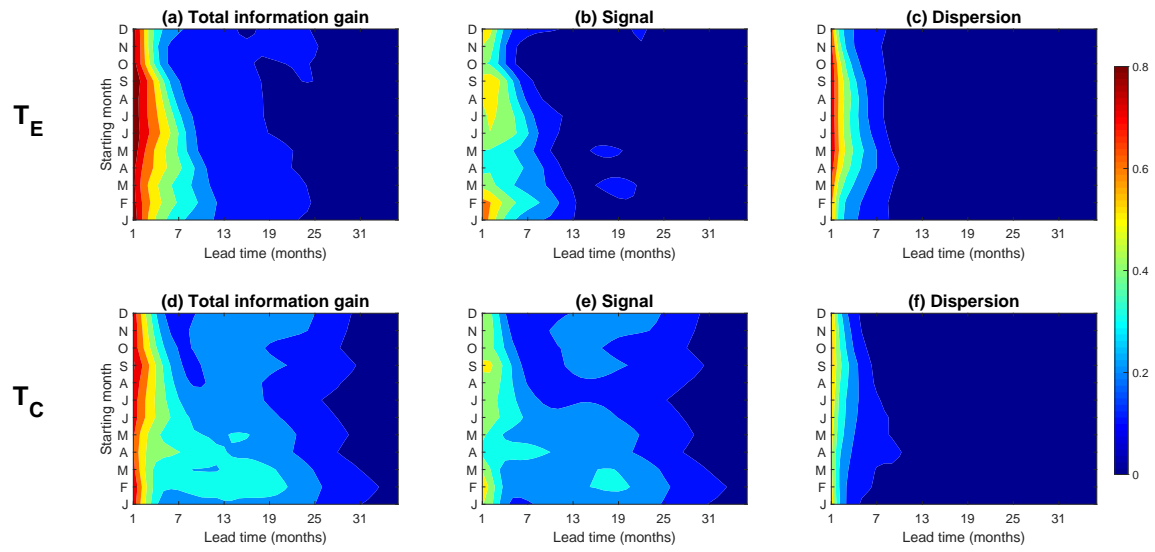 (a) Total information gain
(b) Signal
(c) Dispersion
T_E
Starting month
D
N
O
S
A
J
J
M
A
M
F
J
1 7 13 19 25 31
Lead time (months)
D
N
O
S
A
J
J
M
A
M
F
J
1 7 13 19 25 31
Lead time (months)
D
N
O
S
A
J
J
M
A
M
F
J
1 7 13 19 25 31
Lead time (months)
0.8
0.6
0.4
0.2
0
(d) Total information gain
(e) Signal
(f) Dispersion
T_C
Starting month
D
N
O
S
A
J
J
M
A
M
F
J
1 7 13 19 25 31
Lead time (months)
D
N
O
S
A
J
J
M
A
M
F
J
1 7 13 19 25 31
Lead time (months)
D
N
O
S
A
J
J
M
A
M
F
J
1 7 13 19 25 31
Lead time (months)